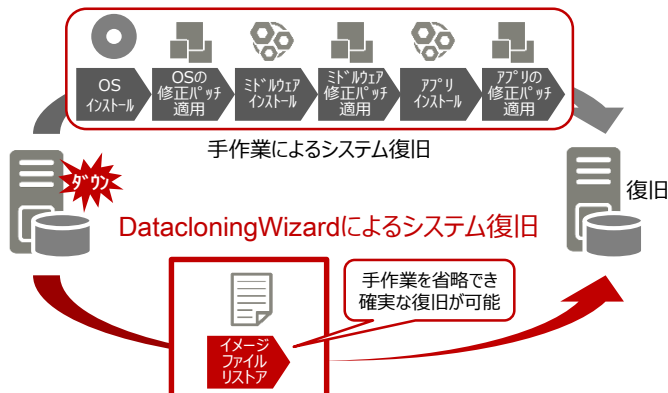 OS
インストール
OSの
修正パッチ
適用
ミドルウェア
インストール
ミドルウェア
修正パッチ
適用
アプリ
インストール
アプリの
修正パッチ
適用
手作業によるシステム復旧
ダウン
復旧
DatacloningWizardによるシステム復旧
手作業を省略でき
確実な復旧が可能
イメージ
ファイル
リストア